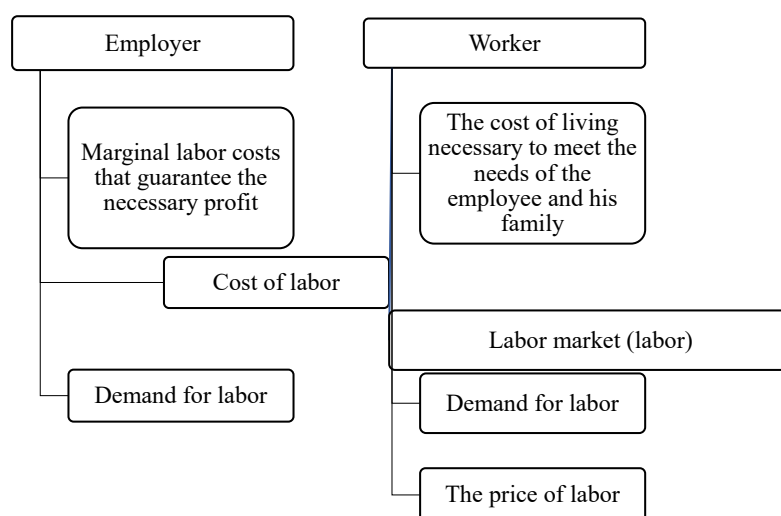 Employer
Worker
Marginal labor costs
that guarantee the
necessary profit
The cost of living
necessary to meet the
needs of the
employee and his
family
Cost of labor
Labor market (labor)
Demand for labor
Demand for labor
The price of labor